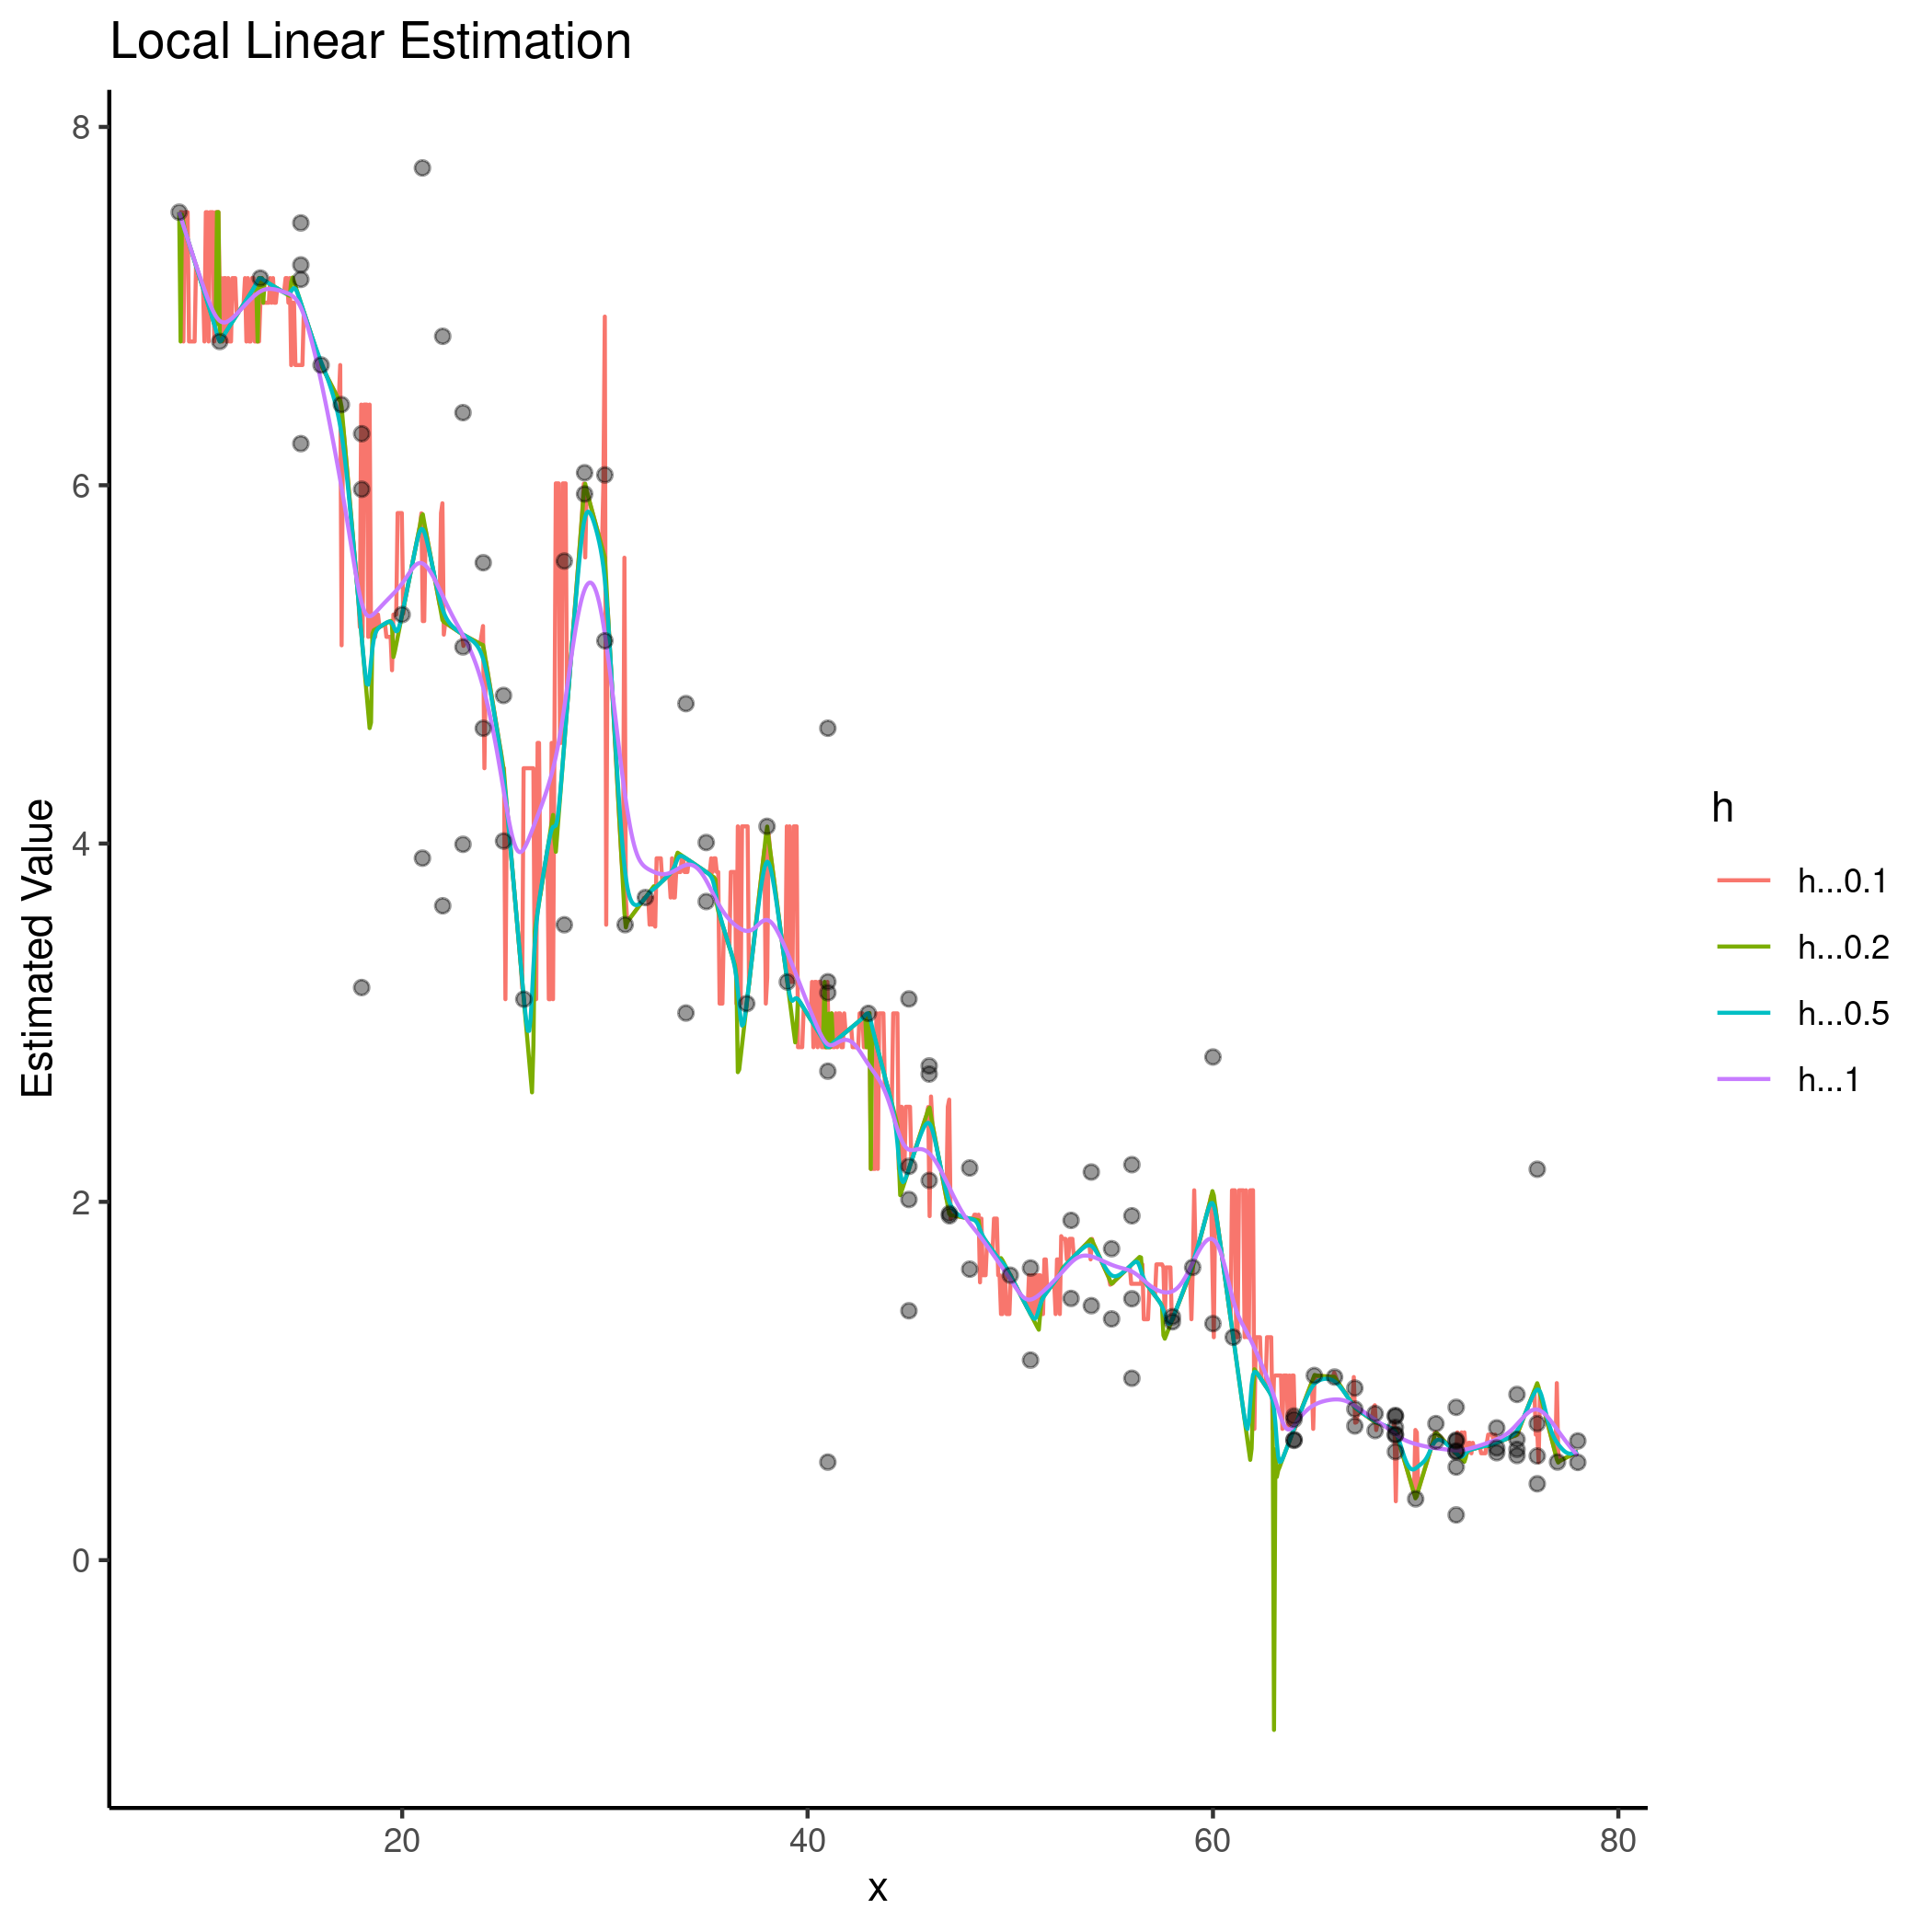 Local Linear Estimation
8
6
4
2
0
Estimated Value
20 40 60 80
x
h
h...0.1
h...0.2
h...0.5
h...1